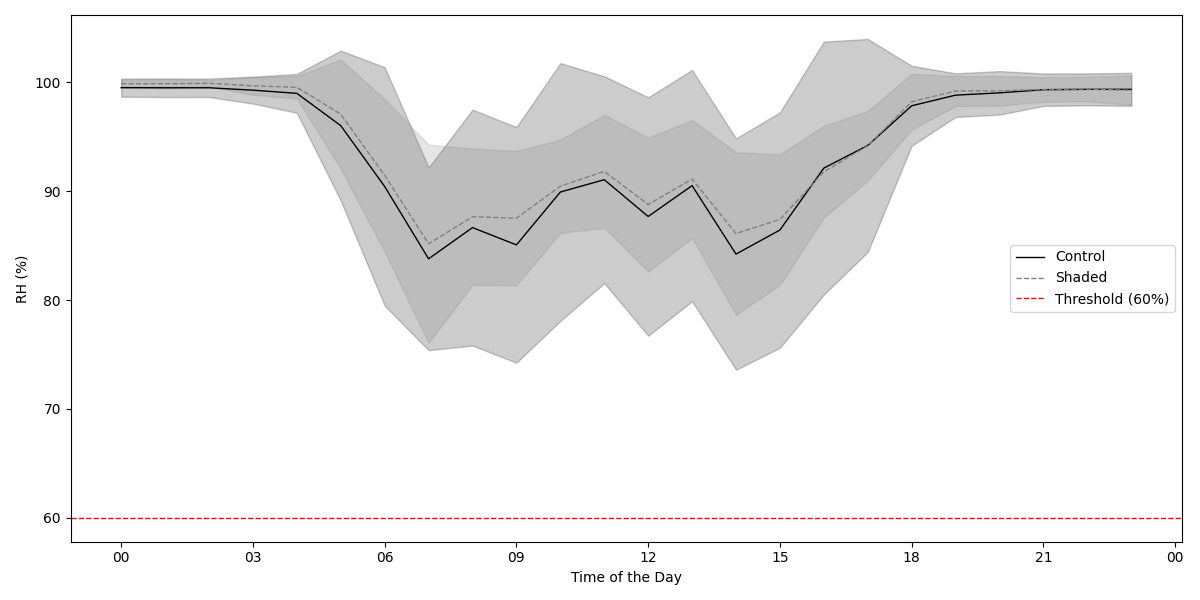 100
90
80
70
60
RH (%)
Control
Shaded
Threshold (60%)
00
03
06
09
12
15
18
21
00
Time of the Day